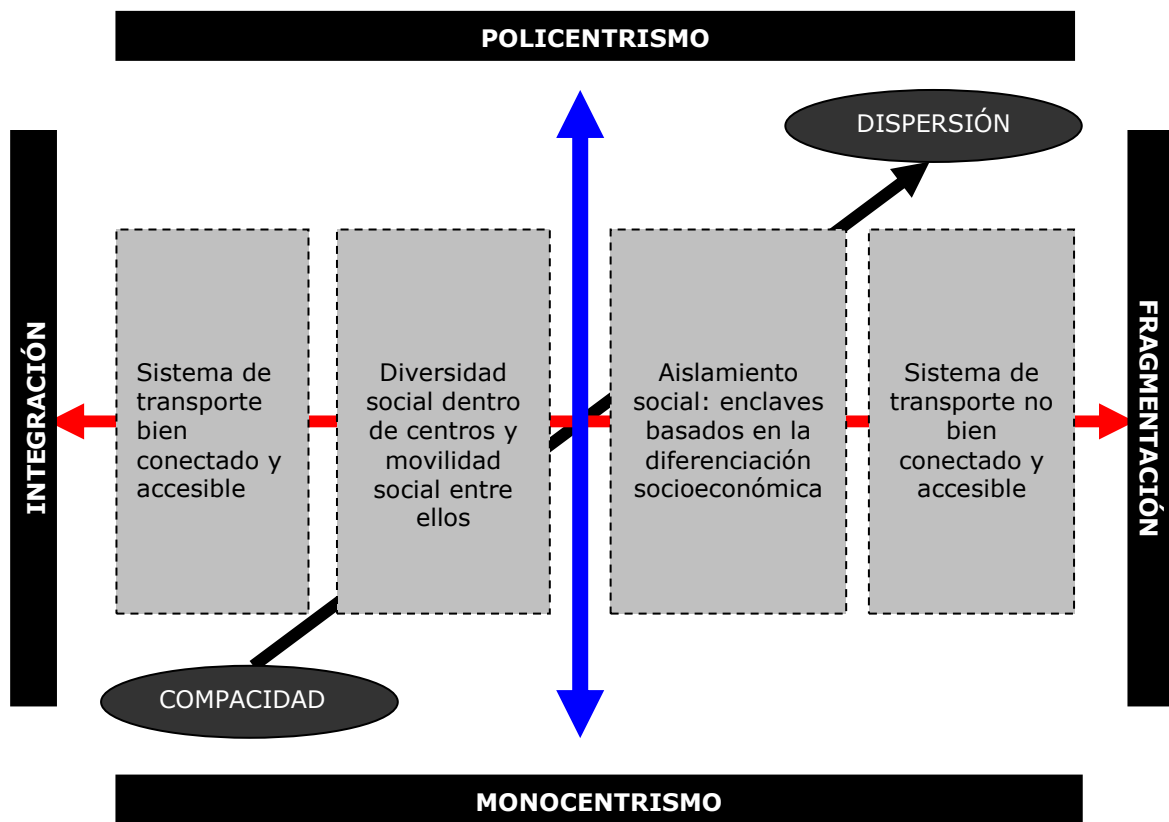 POLICENTRISMO
DISPERSIÓN
INTEGRACIÓN
Sistema de
transporte
bien
conectado y
accesible
Diversidad
social dentro
de centros y
movilidad
social entre
ellos
Aislamiento
social: enclaves
basados en la
diferenciación
socioeconómica
Sistema de
transporte no
bien
conectado y
accesible
FRAGMENTACIÓN
COMPACIDAD
MONOCENTRISMO